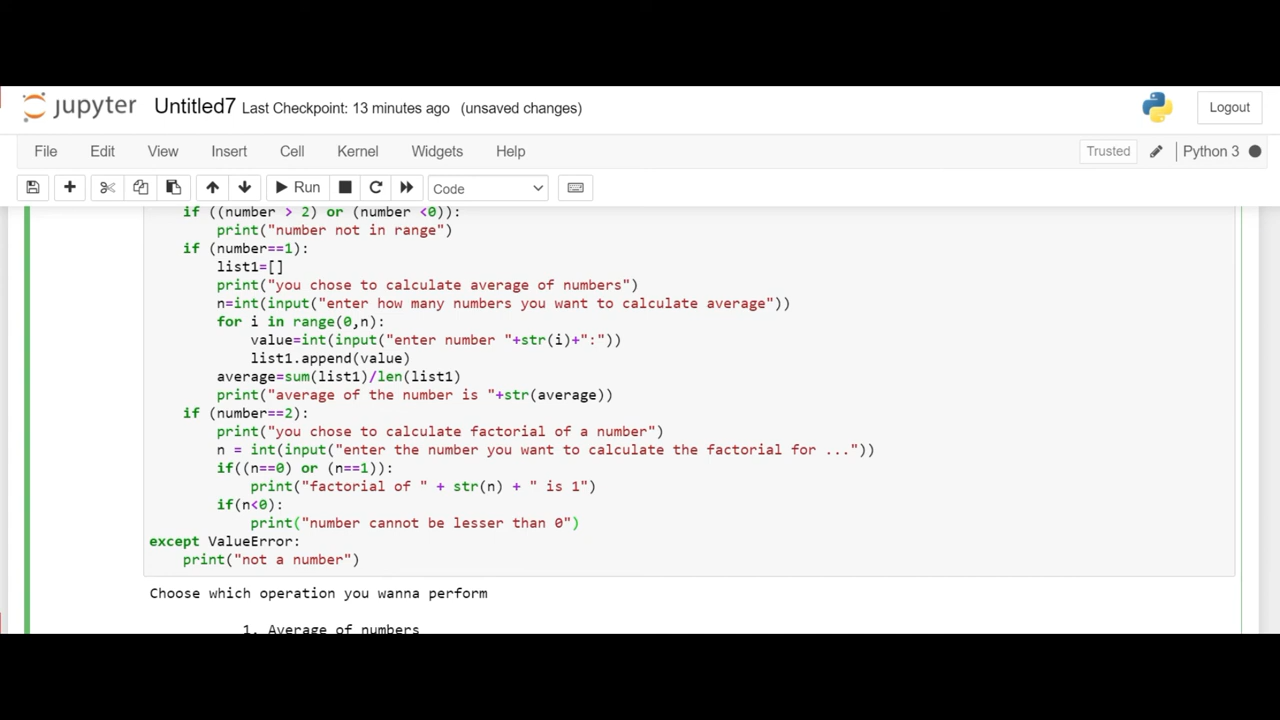 jupyter Untitled7 Last Checkpoint: 13 minutes ago (unsaved changes) Logout
File Edit View Insert Cell Kernel Widgets Help Trusted Python 3
Run Code
if ((number > 2) or (number <0)):
print("number not in range")
if (number==1):
list1=[]
print("you chose to calculate average of numbers")
n=int(input("enter how many numbers you want to calculate average"))
for i in range(0,n):
value=int(input("enter number "+str(i)+":"))
list1.append(value)
average=sum(list1)/len(list1)
print("average of the number is "+str(average))
if (number==2):
print("you chose to calculate factorial of a number")
n = int(input("enter the number you want to calculate the factorial for ..."))
if((n==0) or (n==1)):
print("factorial of " + str(n) + " is 1")
if(n<0):
print("number cannot be lesser than 0")
except ValueError:
print("not a number")
Choose which operation you wanna perform
1. Average of numbers